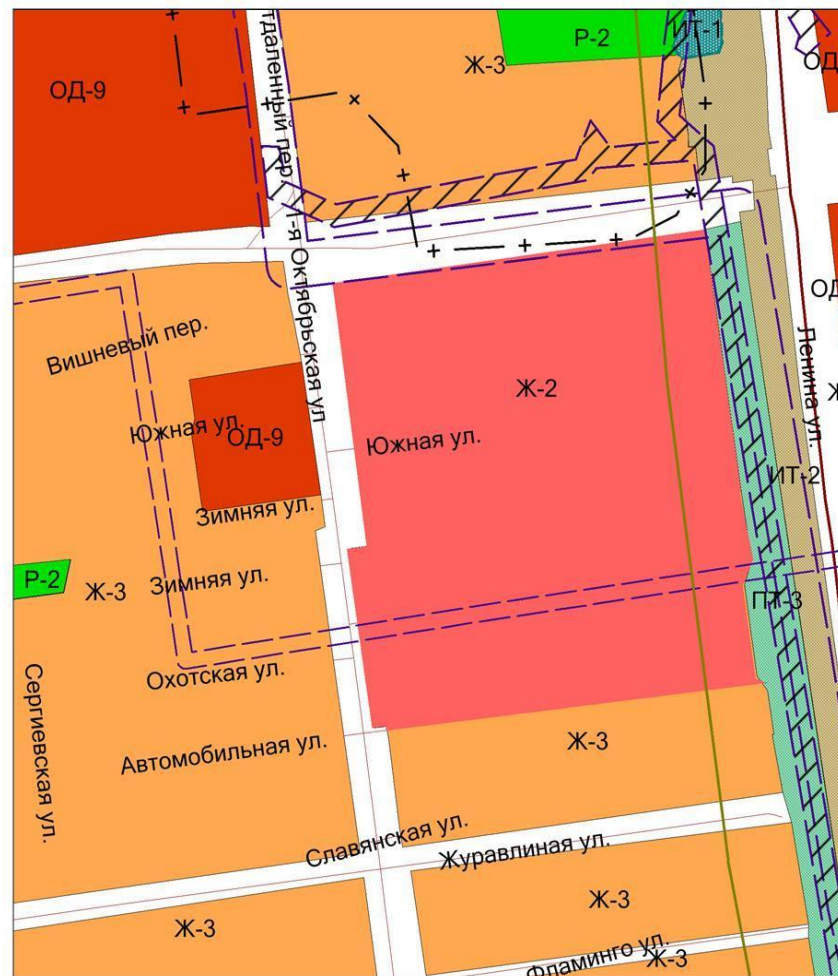 ИТ-1
Р-2
Ж-3
ОД-9
ОД
тдаленный пер.
1-я Октябрьская ул
ОД
Вишневый пер.
Ленина ул.
Ж-2
Ж
Южная ул.
ОД-9
Южная ул.
ИТ-2
Зимняя ул.
Р-2
Ж-3
Зимняя ул.
ПТ-3
Охотская ул.
Сергиевская ул.
Автомобильная ул.
Ж-3
Славянская ул.
Журавлиная ул.
Ж-3
Ж-3
Фламинго ул.
Ж-3